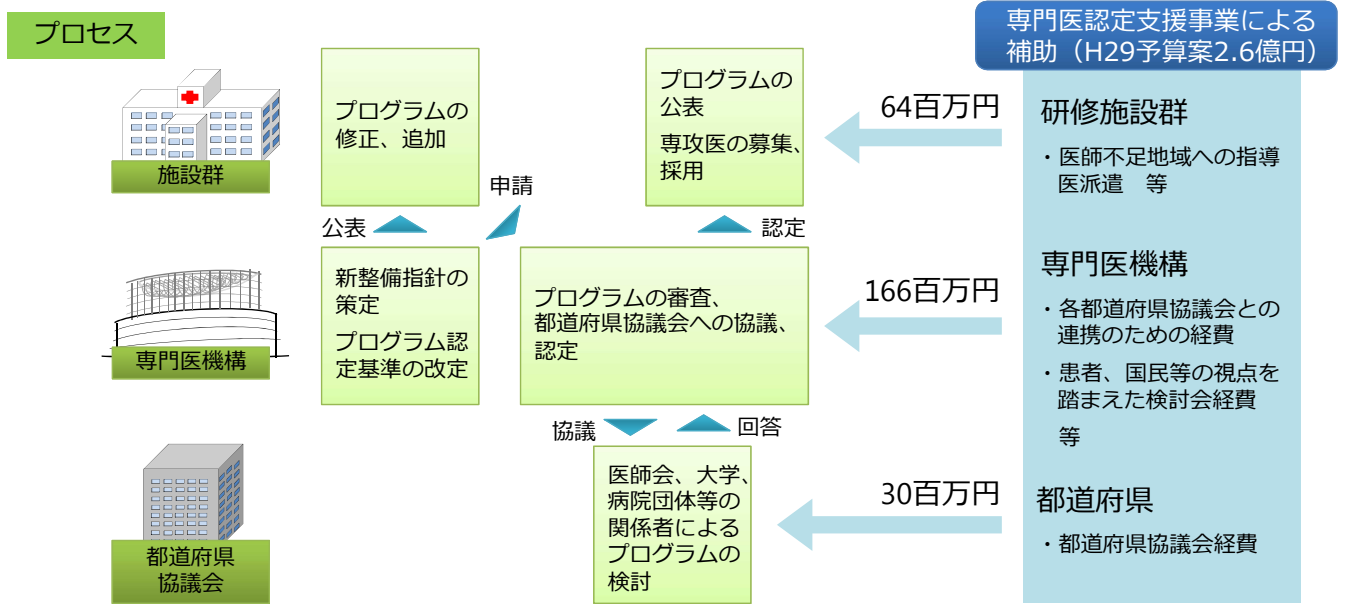 プロセス
専門医認定支援事業による
補助（H29予算案2.6億円）
施設群
プログラムの
修正、追加
プログラムの
公表
専攻医の募集、
採用
64百万円
研修施設群
・医師不足地域への指導
医派遣　等
公表
申請
認定
専門医機構
新整備指針の
策定
プログラム認
定基準の改定
プログラムの審査、
都道府県協議会への協議、
認定
166百万円
専門医機構
・各都道府県協議会との
連携のための経費
・患者、国民等の視点を
踏まえた検討会経費
等
協議
回答
都道府県
協議会
医師会、大学、
病院団体等の
関係者による
プログラムの
検討
30百万円
都道府県
・都道府県協議会経費